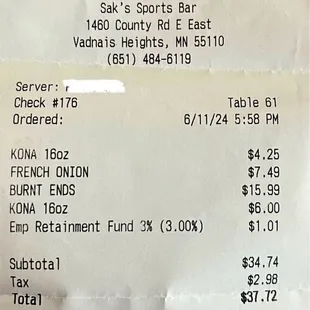 Sak's Sports Bar
1460 County Rd E East
Vadnais Heights, MN 55110
(651) 484-6119
Server:
Check #176 Table 61
Ordered: 6/11/24 5:58 PM
KONA 16oz $4.25
FRENCH ONION $7.49
BURNT ENDS $15.99
KONA 16oz $6.00
Emp Retainment Fund 3% (3.00%) $1.01
Subtotal $34.74
Tax $2.98
Total $37.72